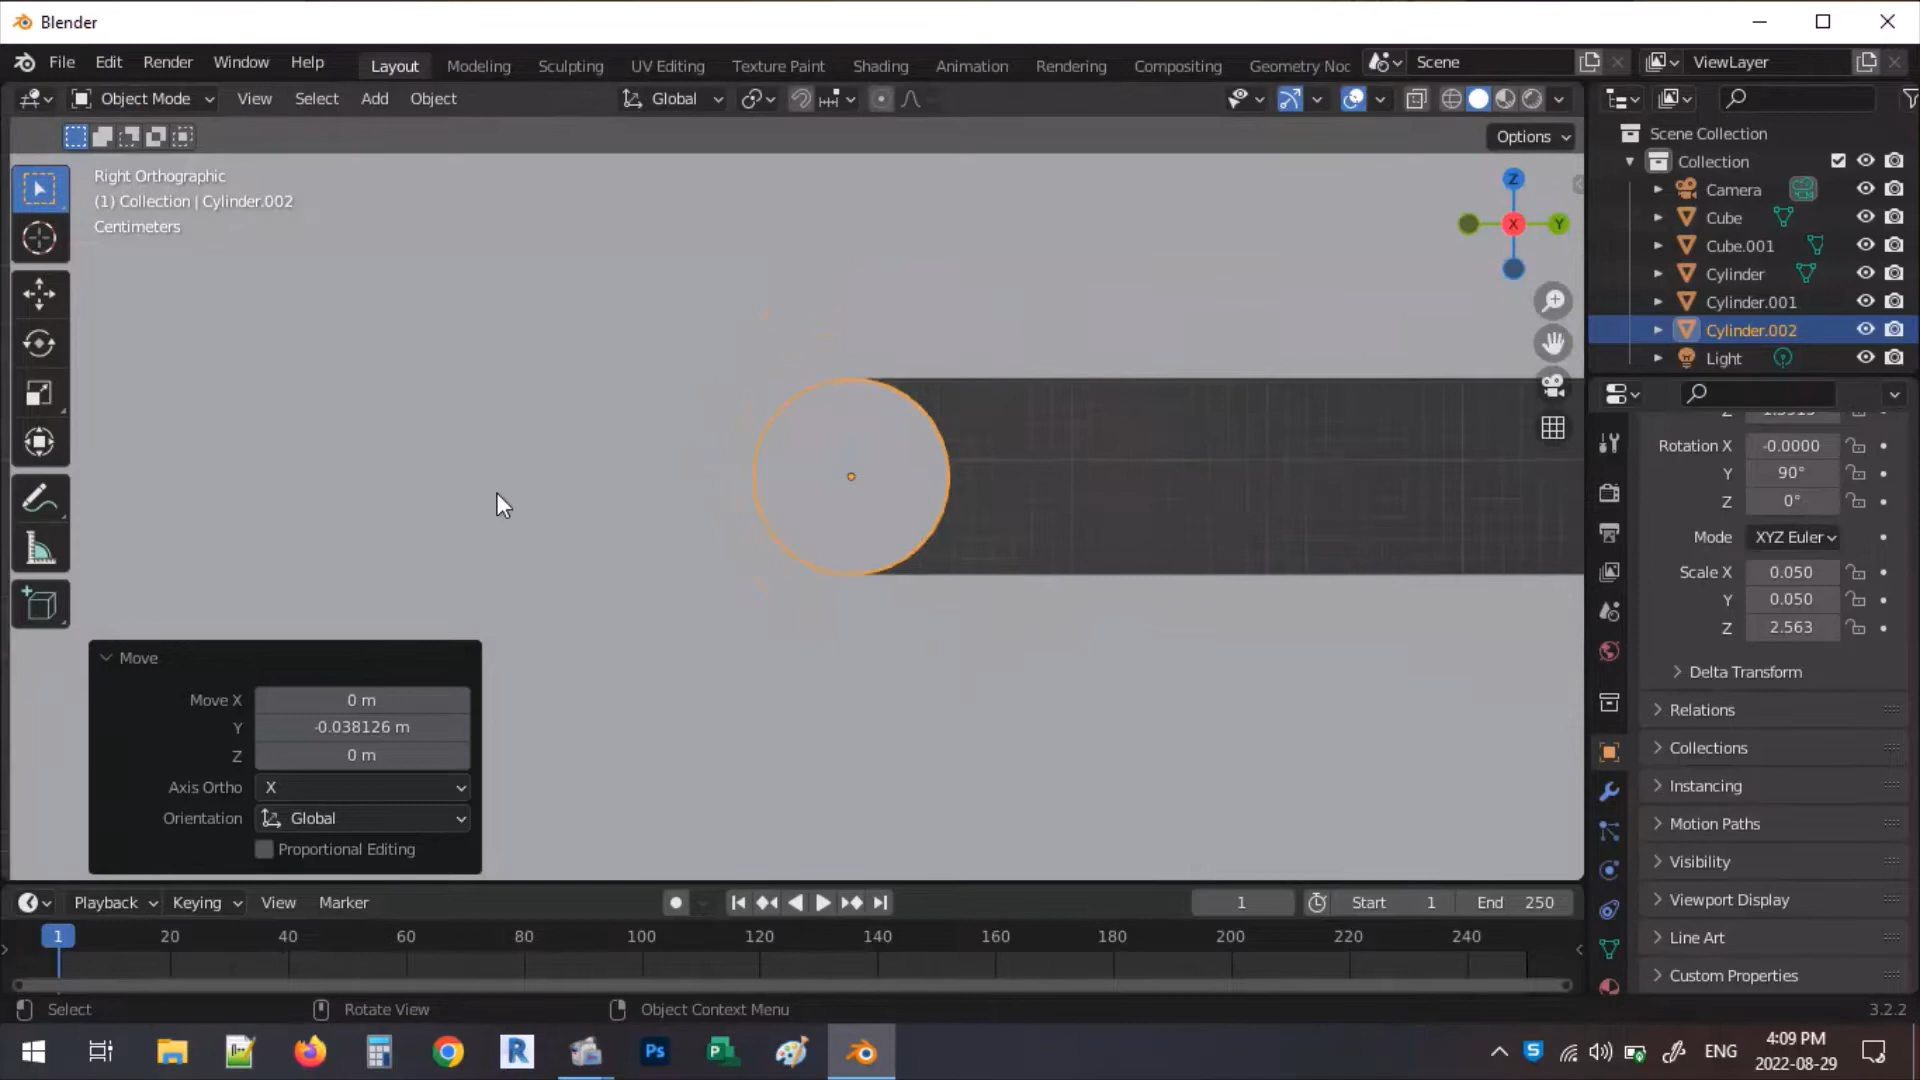 Blender
File Edit Render Window Help Layout Modeling Sculpting UV Editing Texture Paint Shading Animation Rendering Compositing Geometry Noc Scene ViewLayer
Object Mode View Select Add Object Global
Options
Right Orthographic
(1) Collection | Cylinder.002
Centimeters
Z
X
Y
Move
Move X 0 m
Y -0.038126 m
Z 0 m
Axis Ortho X
Orientation Global
Proportional Editing
Scene Collection
Collection
Camera
Cube
Cube.001
Cylinder
Cylinder.001
Cylinder.002
Light
Rotation X -0.0000
Y 90°
Z 0°
Mode XYZ Euler
Scale X 0.050
Y 0.050
Z 2.563
Delta Transform
Relations
Collections
Instancing
Motion Paths
Visibility
Viewport Display
Line Art
Custom Properties
Playback Keying View Marker 1 Start 1 End 250
1 20 40 60 80 100 120 140 160 180 200 220 240
Select Rotate View Object Context Menu 3.2.2
R Ps P S ENG 4:09 PM
2022-08-29